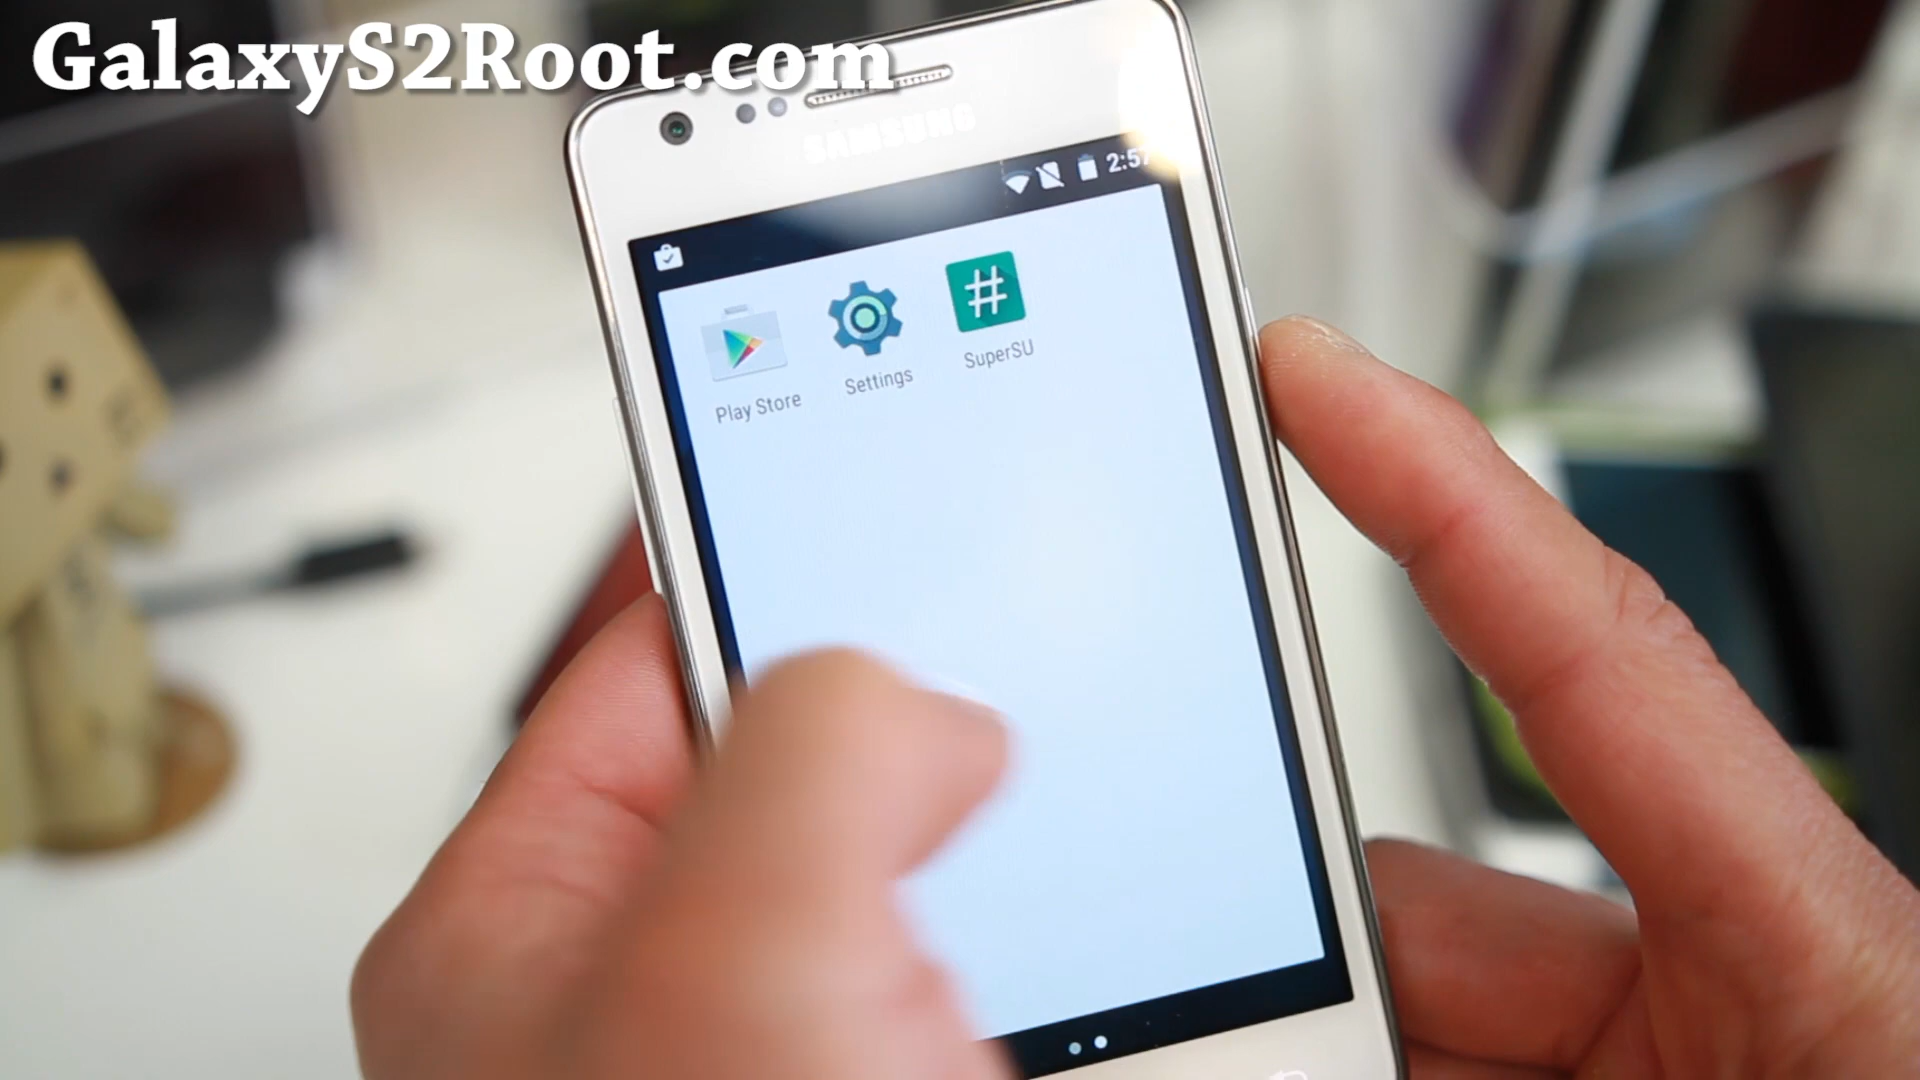 GalaxyS2Root.com
SAMSUNG
2:57
Play Store
Settings
#
SuperSU